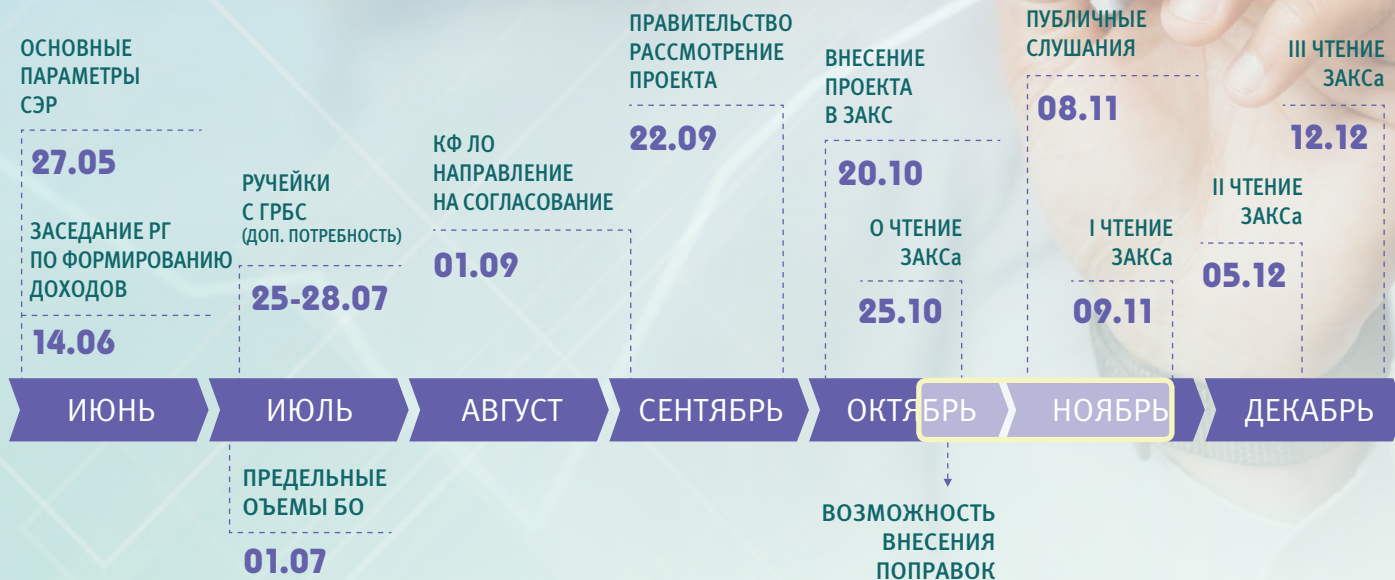 ОСНОВНЫЕ
ПАРАМЕТРЫ
СЭР
27.05
ЗАСЕДАНИЕ РГ
ПО ФОРМИРОВАНИЮ
ДОХОДОВ
14.06
РУЧЕЙКИ
С ГРБС
(ДОП. ПОТРЕБНОСТЬ)
25-28.07
КФ ЛО
НАПРАВЛЕНИЕ
НА СОГЛАСОВАНИЕ
01.09
ПРАВИТЕЛЬСТВО
РАССМОТРЕНИЕ
ПРОЕКТА
22.09
ВНЕСЕНИЕ
ПРОЕКТА
В ЗАКС
20.10
О ЧТЕНИЕ
ЗАКСа
25.10
ПУБЛИЧНЫЕ
СЛУШАНИЯ
08.11
I ЧТЕНИЕ
ЗАКСа
09.11
II ЧТЕНИЕ
ЗАКСа
05.12
III ЧТЕНИЕ
ЗАКСа
12.12
ИЮНЬ
ИЮЛЬ
АВГУСТ
СЕНТЯБРЬ
ОКТЯБРЬ
НОЯБРЬ
ДЕКАБРЬ
ПРЕДЕЛЬНЫЕ
ОЪЕМЫ БО
01.07
ВОЗМОЖНОСТЬ
ВНЕСЕНИЯ
ПОПРАВОК